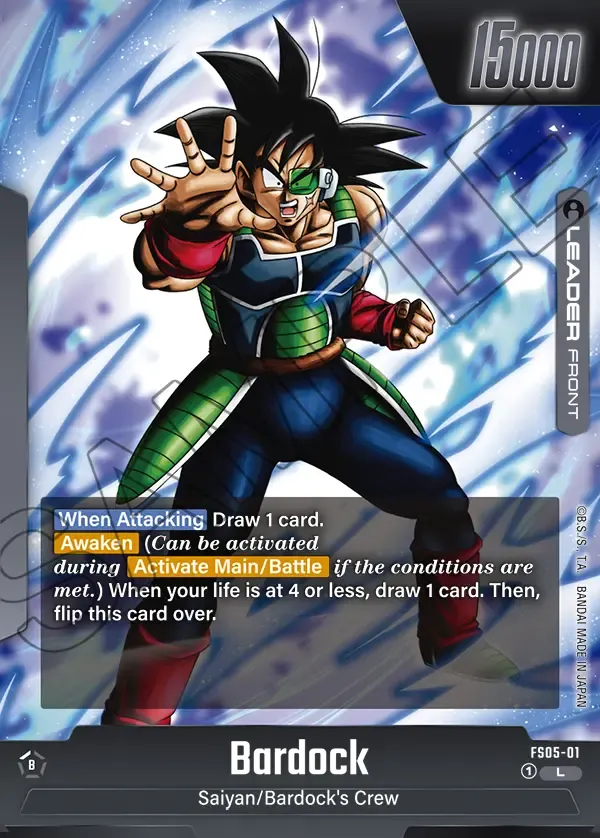 15000
LEADER FRONT
When Attacking Draw 1 card.
Awaken (Can be activated
during Activate Main/Battle if the conditions are
met.) When your life is at 4 or less, draw 1 card. Then,
flip this card over.
©B.S./S. T.A. BANDAI MADE IN JAPAN
SAMPLE
Bardock
FS05-01
B
1 L
Saiyan/Bardock's Crew